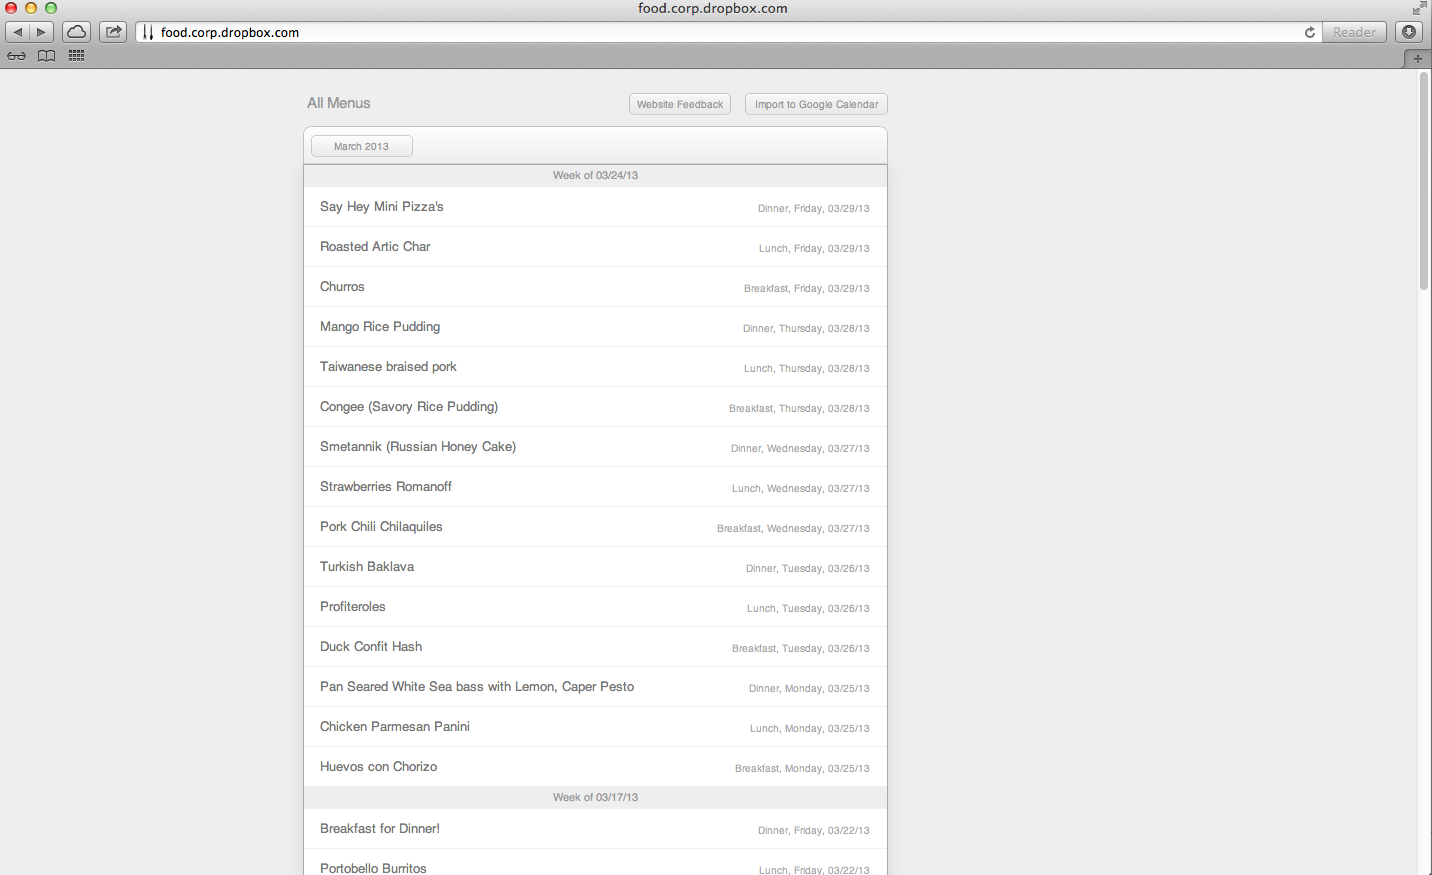 food.corp.dropbox.com
food.corp.dropbox.com
Reader
All Menus
Website Feedback
Import to Google Calendar
March 2013
Week of 03/24/13
Say Hey Mini Pizza's Dinner, Friday, 03/29/13
Roasted Artic Char Lunch, Friday, 03/29/13
Churros Breakfast, Friday, 03/29/13
Mango Rice Pudding Dinner, Thursday, 03/28/13
Taiwanese braised pork Lunch, Thursday, 03/28/13
Congee (Savory Rice Pudding) Breakfast, Thursday, 03/28/13
Smetannik (Russian Honey Cake) Dinner, Wednesday, 03/27/13
Strawberries Romanoff Lunch, Wednesday, 03/27/13
Pork Chili Chilaquiles Breakfast, Wednesday, 03/27/13
Turkish Baklava Dinner, Tuesday, 03/26/13
Profiteroles Lunch, Tuesday, 03/26/13
Duck Confit Hash Breakfast, Tuesday, 03/26/13
Pan Seared White Sea bass with Lemon, Caper Pesto Dinner, Monday, 03/25/13
Chicken Parmesan Panini Lunch, Monday, 03/25/13
Huevos con Chorizo Breakfast, Monday, 03/25/13
Week of 03/17/13
Breakfast for Dinner! Dinner, Friday, 03/22/13
Portobello Burritos Lunch, Friday, 03/22/13